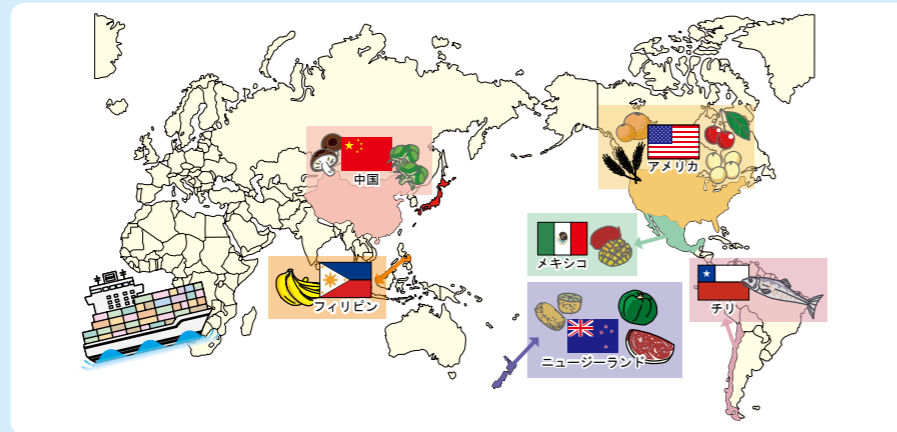 中国
アメリカ
メキシコ
フィリピン
チリ
ニュージーランド